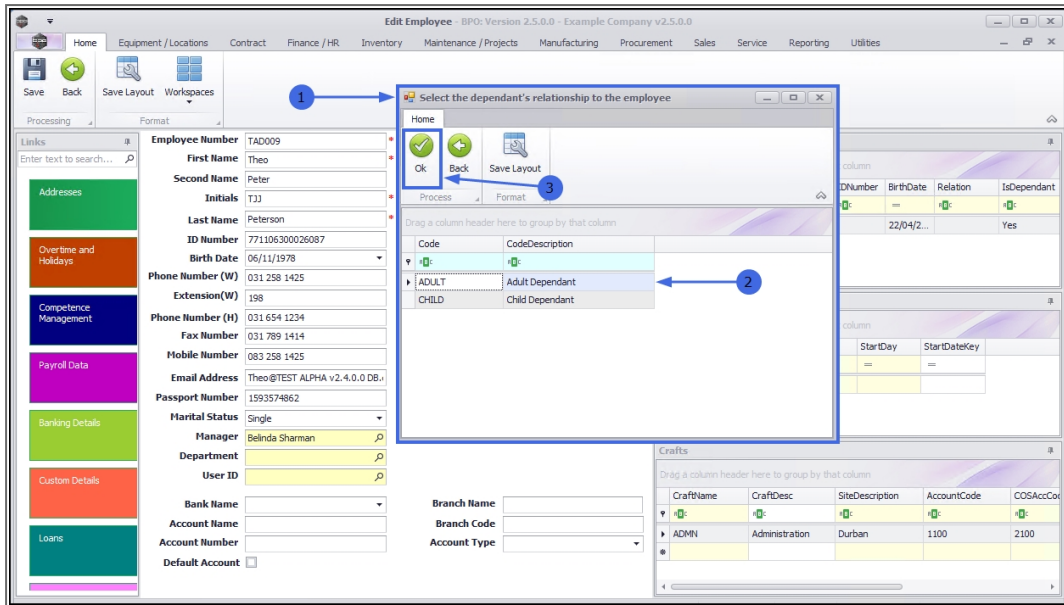 Edit Employee - BPO: Version 2.5.0.0 - Example Company v2.5.0.0
Home Equipment / Locations Contract Finance / HR Inventory Maintenance / Projects Manufacturing Procurement Sales Service Reporting Utilities
Save Back Save Layout Workspaces
Processing Format
Links
Enter text to search...
Addresses
Overtime and
Holidays
Competence
Management
Payroll Data
Banking Details
Custom Details
Loans
Employee Number TAD009 *
First Name Theo *
Second Name Peter
Initials TJJ *
Last Name Peterson *
ID Number 771106300026087
Birth Date 06/11/1978
Phone Number (W) 031 258 1425
Extension(W) 198
Phone Number (H) 031 654 1234
Fax Number 031 789 1414
Mobile Number 083 258 1425
Email Address Theo@TEST ALPHA v2.4.0.0 DB.
Passport Number 1593574862
Marital Status Single
Manager Belinda Sharman
Department
User ID
Bank Name
Account Name
Account Number
Default Account
Branch Name
Branch Code
Account Type
1
Select the dependant's relationship to the employee
Home
Ok Back Save Layout
3
Process Format
Drag a column header here to group by that column
Code CodeDescription
ADULT Adult Dependant
2
CHILD Child Dependant
column
IDNumber BirthDate Relation IsDependant
=
22/04/2... Yes
column
StartDay StartDateKey
= =
Crafts
Drag a column header here to group by that column
CraftName CraftDesc SiteDescription AccountCode COSAccCo
ADMN Administration Durban 1100 2100